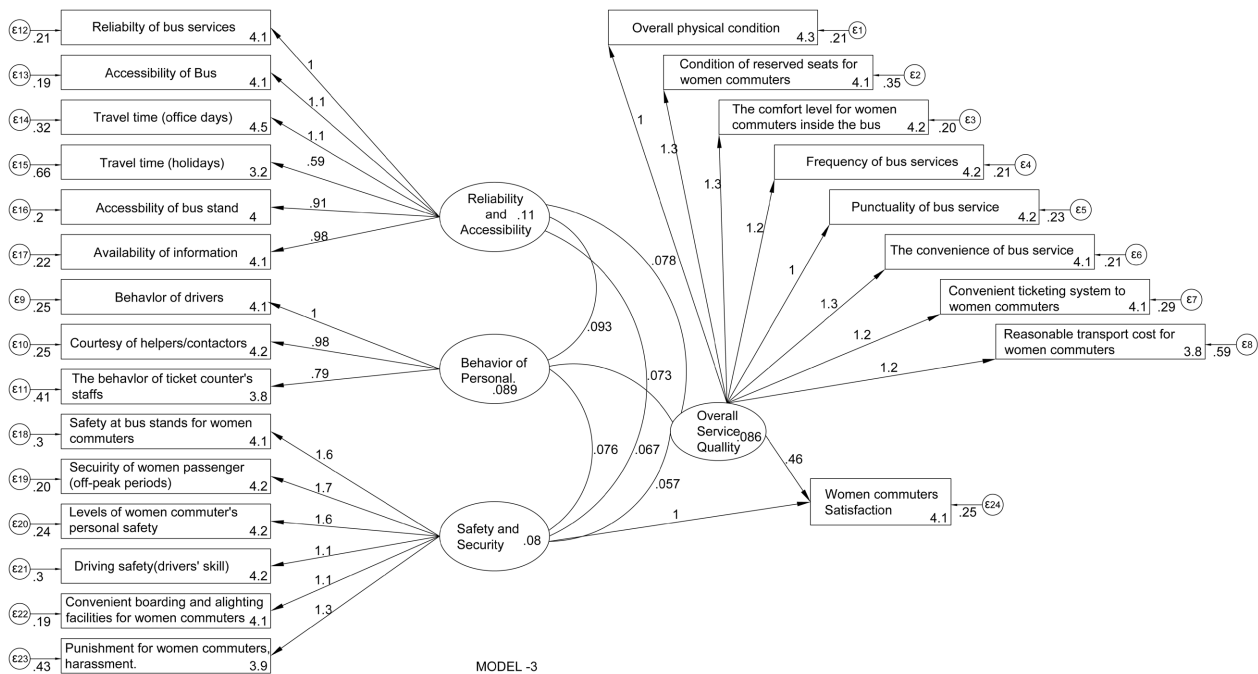 ε12
.21
Reliabilty of bus services
4.1
ε13
.19
Accessibility of Bus
4.1
ε14
.32
Travel time (office days)
4.5
ε15
.66
Travel time (holidays)
3.2
ε16
.2
Accessbility of bus stand
4
ε17
.22
Availability of information
4.1
ε9
.25
Behavlor of drivers
4.1
ε10
.25
Courtesy of helpers/contactors
4.2
ε11
.41
The behavlor of ticket counter's
staffs
3.8
ε18
.3
Safety at bus stands for women
commuters
4.1
ε19
.20
Secuirity of women passenger
(off-peak periods)
4.2
ε20
.24
Levels of women commuter's
personal safety
4.2
ε21
.3
Driving safety(drivers' skill)
4.2
ε22
.19
Convenient boarding and alighting
facilities for women commuters
4.1
ε23
.43
Punishment for women commuters,
harassment.
3.9
1
1.1
1.1
.59
.91
.98
1
.98
.79
1.6
1.7
1.6
1.1
1.1
1.3
Reliability
and
Accessibility
.11
Behavior of
Personal.
.089
Safety and
Security
.08
.078
.093
.073
.076
.067
.057
Overall
Service
Quallity
.086
.46
1
1
1.3
1.3
1.2
1
1.3
1.2
1.2
Overall physical condition
4.3
.21
ε1
Condition of reserved seats for
women commuters
4.1
.35
ε2
The comfort level for women
commuters inside the bus
4.2
.20
ε3
Frequency of bus services
4.2
.21
ε4
Punctuality of bus service
4.2
.23
ε5
The convenience of bus service
4.1
.21
ε6
Convenient ticketing system to
women commuters
4.1
.29
ε7
Reasonable transport cost for
women commuters
3.8
.59
ε8
Women commuters
Satisfaction
4.1
.25
ε24
MODEL -3